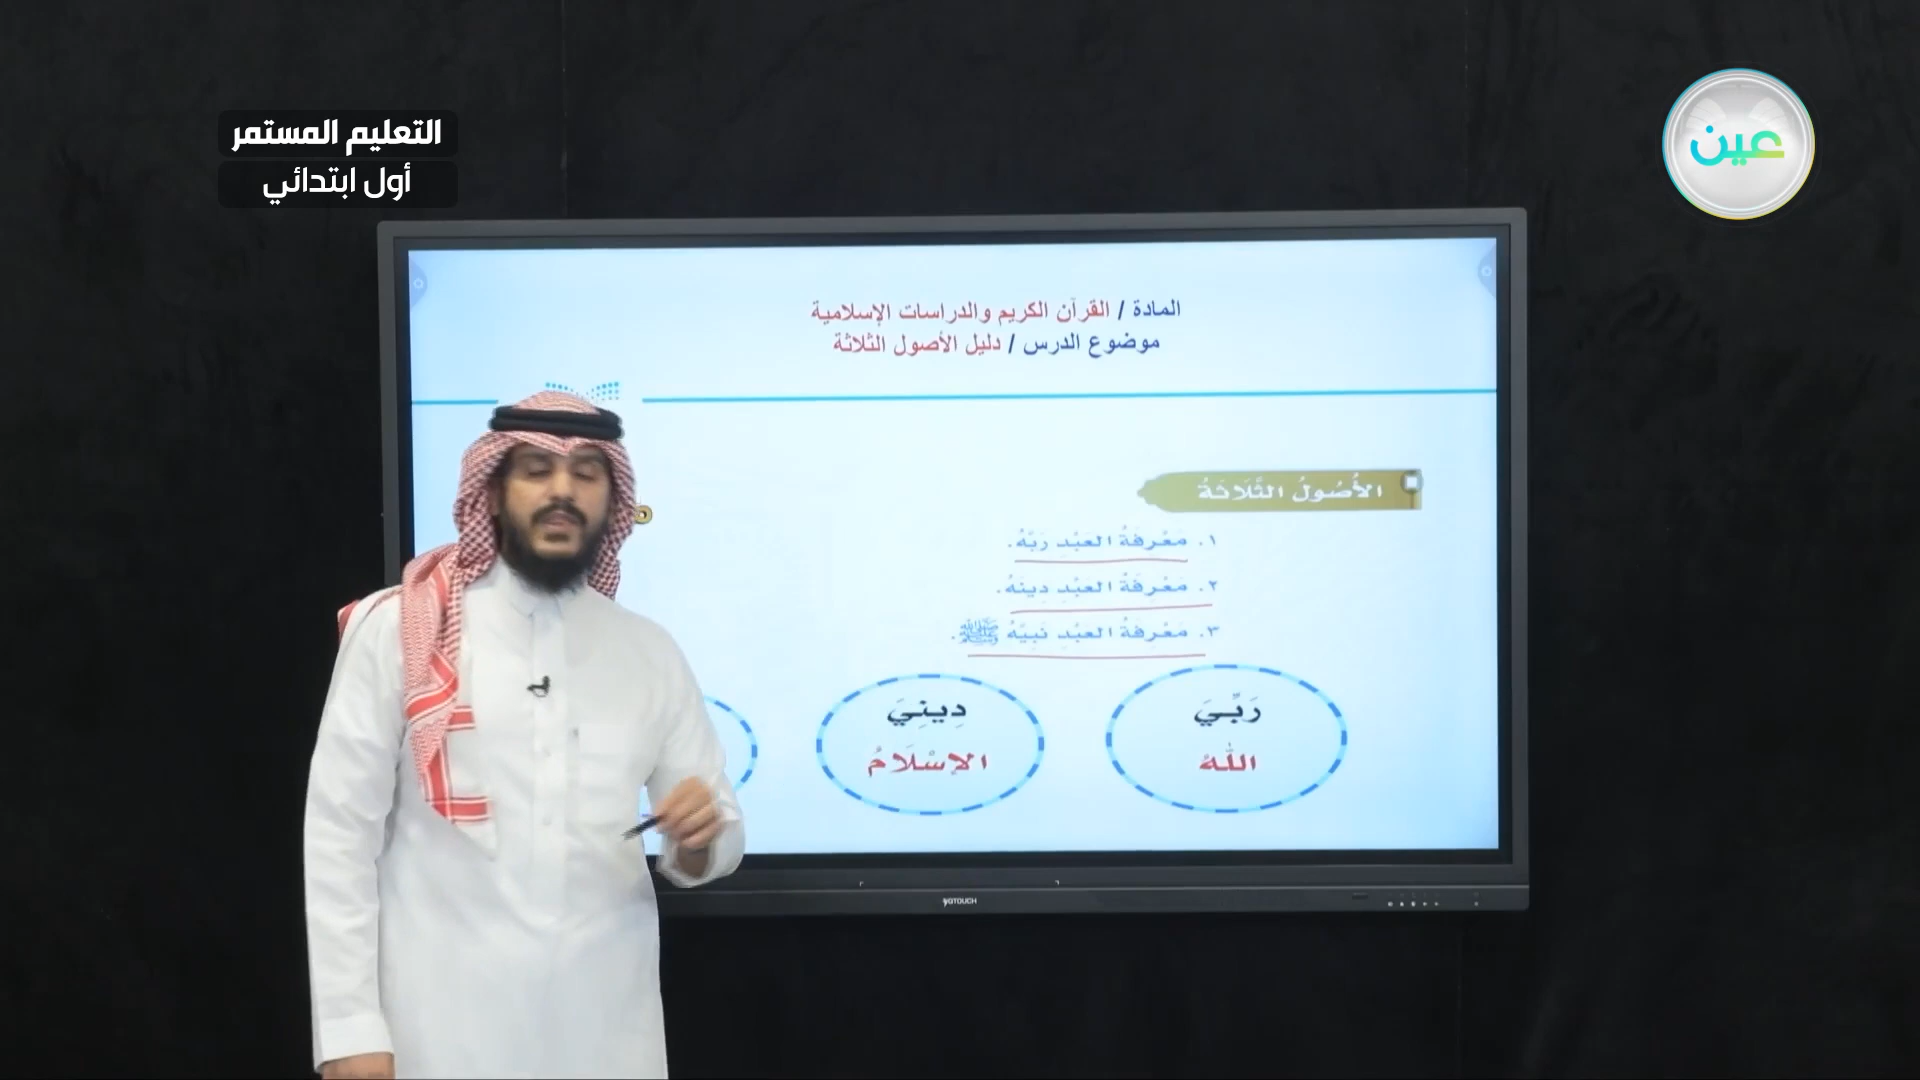 التعليم المستمر
أول ابتدائي
عين
المادة / القرآن الكريم والدراسات الإسلامية
موضوع الدرس / دليل الأصول الثلاثة
الأُصُولُ الثَّلَاثَةُ
١. مَعْرِفَةُ العَبْدِ رَبَّهُ.
٢. مَعْرِفَةُ العَبْدِ دِينَهُ.
٣. مَعْرِفَةُ العَبْدِ نَبِيَّهُ ﷺ.
رَبِّيَ
اللَّهُ
دِينِيَ
الإِسْلَامُ